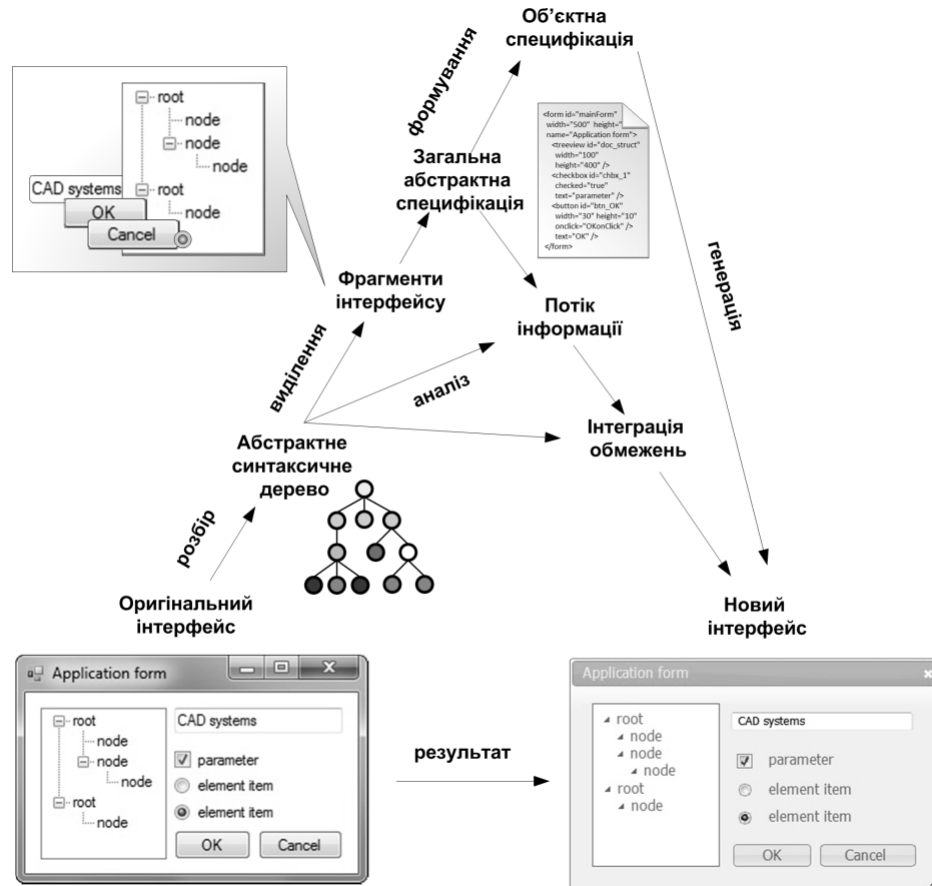 Об’єктна
специфікація
формування
root
node
node
node
root
node
CAD systems
OK
Cancel
<form id="mainForm"
width="500" height="
name="Application form">
<treeview id="doc_struct"
width="100"
height="400" />
<checkbox id="chbx_1"
checked="true"
text="parameter" />
<button id="btn_OK"
width="30" height="10"
onclick="OKonClick" />
text="OK" />
</form>
Загальна
абстрактна
специфікація
генерація
Фрагменти
інтерфейсу
Потік
інформації
виділення
аналіз
Інтеграція
обмежень
Абстрактне
синтаксичне
дерево
розбір
Оригінальний
інтерфейс
Новий
інтерфейс
Application form
root
node
node
node
root
node
CAD systems
parameter
element item
element item
OK
Cancel
результат
Application form
root
node
node
node
root
node
CAD systems
parameter
element item
element item
OK
Cancel